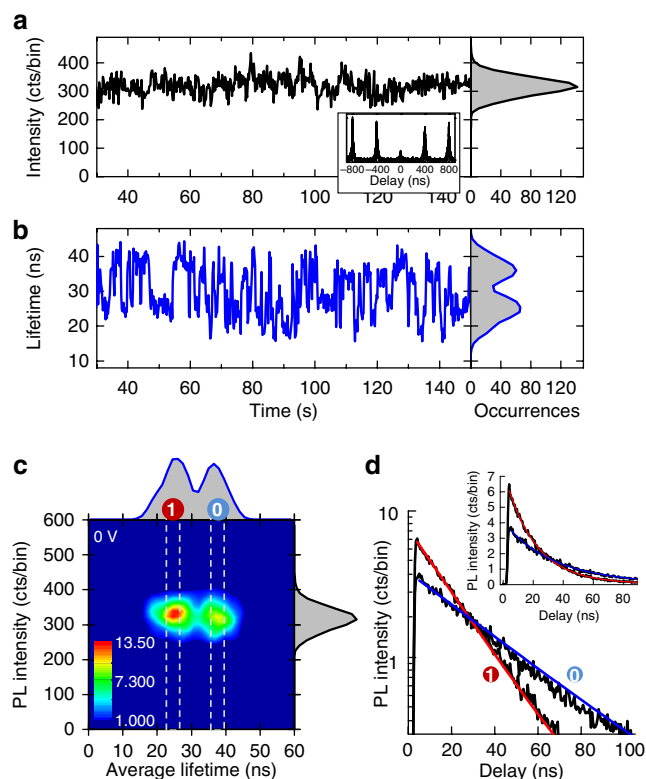 a
Intensity (cts/bin)
400
300
200
100
0
−800 −400 0 400 800
Delay (ns)
40 60 80 100 120 140
0 40 80 120
b
Lifetime (ns)
40
30
20
10
40 60 80 100 120 140
0 40 80 120
Time (s)
Occurrences
c
1 0
PL intensity (cts/bin)
600
500
400
300
200
100
0
0 V
13.50
7.300
1.000
0 10 20 30 40 50 60
Average lifetime (ns)
d
PL intensity (cts/bin)
10
1
7
6
5
4
3
2
1
0
PL intensity (cts/bin)
0 20 40 60 80
Delay (ns)
1 0
0 20 40 60 80 100
Delay (ns)